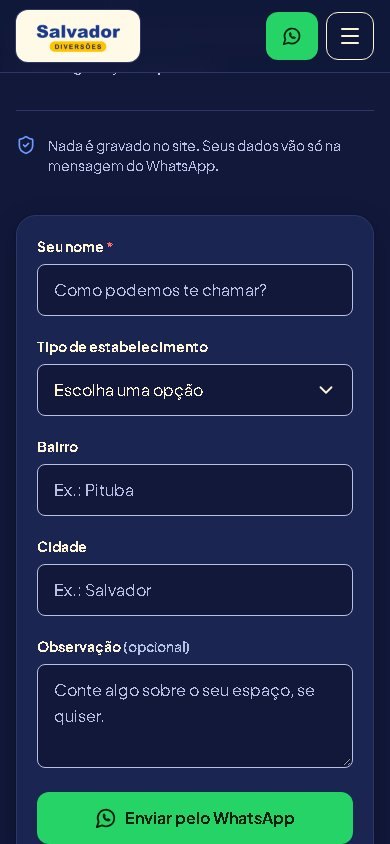 Salvador
DIVERSÕES
Nada é gravado no site. Seus dados vão só na
mensagem do WhatsApp.
Seu nome *
Como podemos te chamar?
Tipo de estabelecimento
Escolha uma opção
Bairro
Ex.: Pituba
Cidade
Ex.: Salvador
Observação (opcional)
Conte algo sobre o seu espaço, se
quiser.
Enviar pelo WhatsApp